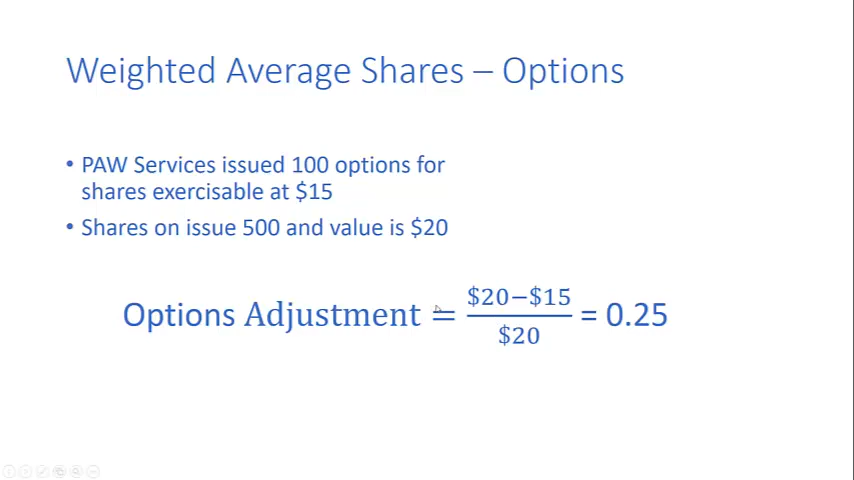 Weighted Average Shares – Options
• PAW Services issued 100 options for
shares exercisable at $15
• Shares on issue 500 and value is $20
Options Adjustment = $20−$15 / $20 = 0.25